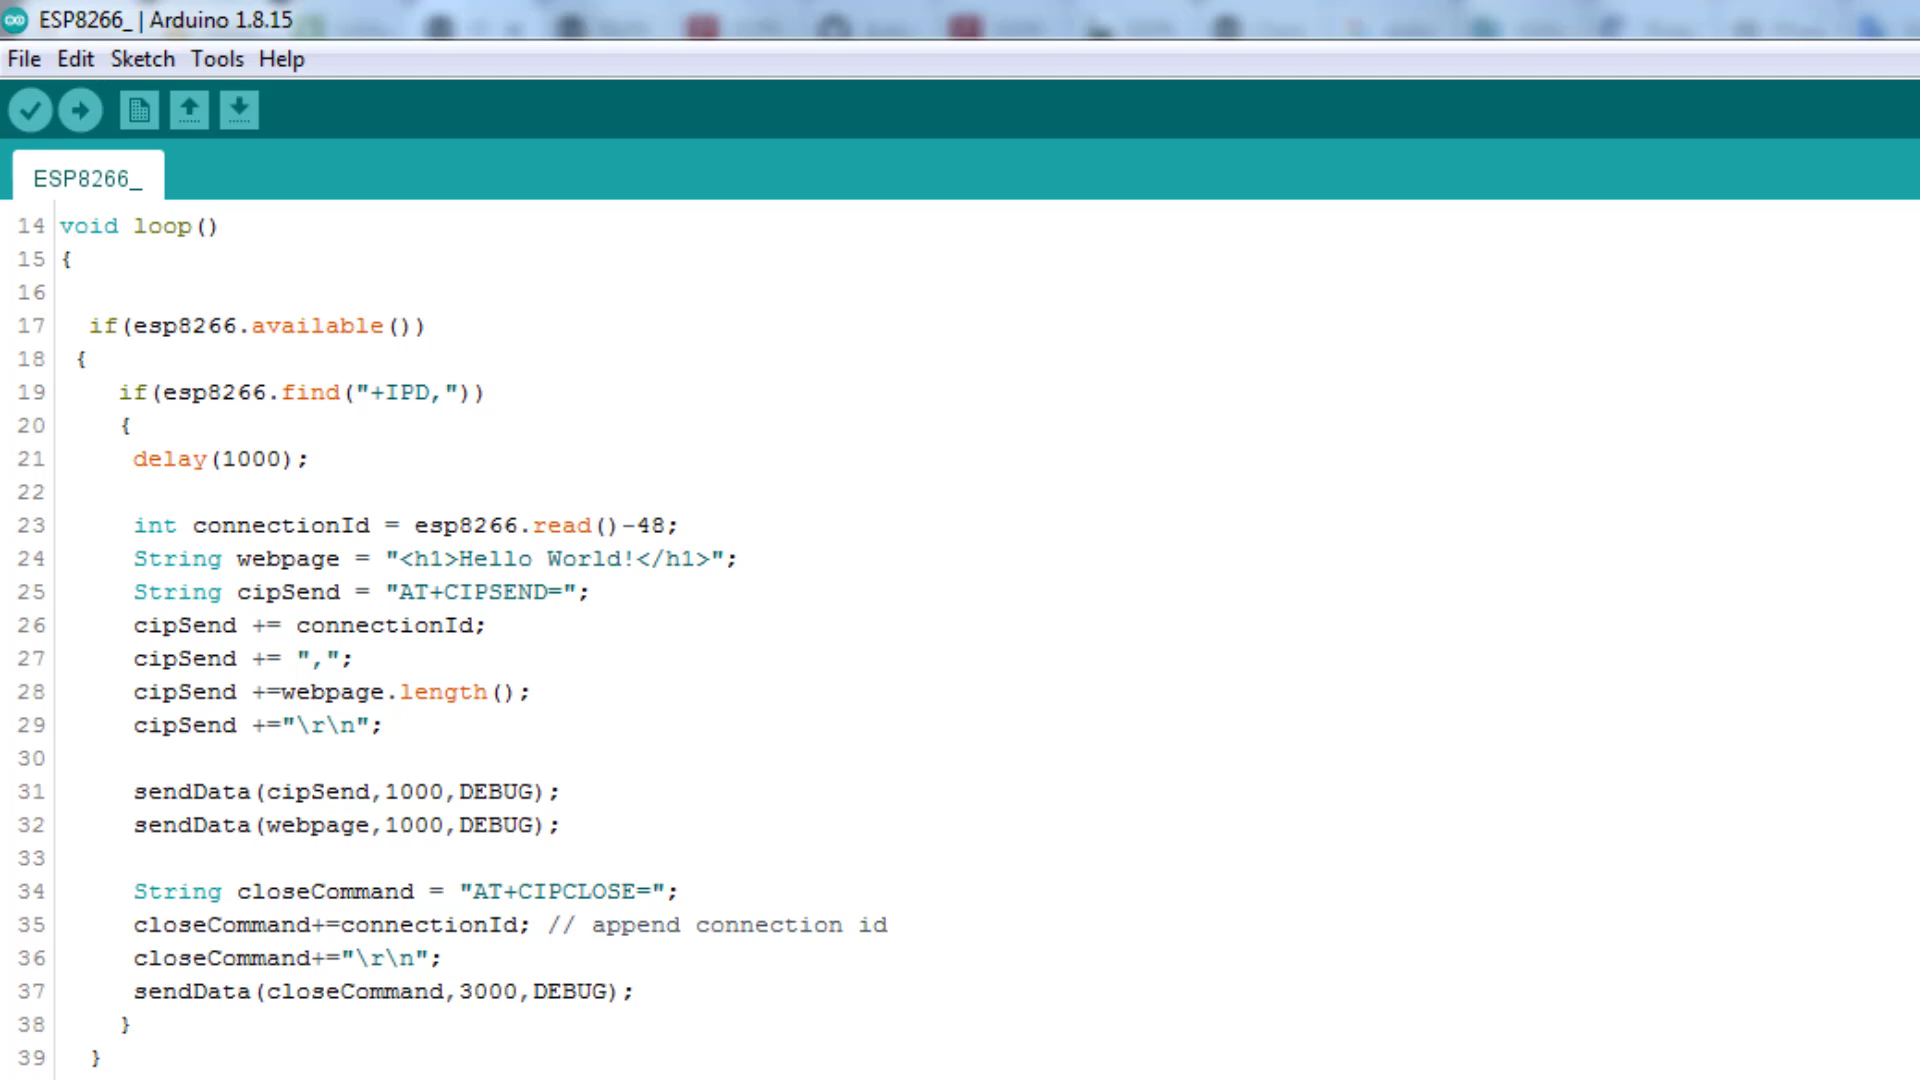 ESP8266_ | Arduino 1.8.15
File Edit Sketch Tools Help
ESP8266_
14 void loop()
15 {
16
17 if(esp8266.available())
18 {
19 if(esp8266.find("+IPD,"))
20 {
21 delay(1000);
22
23 int connectionId = esp8266.read()-48;
24 String webpage = "<h1>Hello World!</h1>";
25 String cipSend = "AT+CIPSEND=";
26 cipSend += connectionId;
27 cipSend += ",";
28 cipSend +=webpage.length();
29 cipSend +="\r\n";
30
31 sendData(cipSend,1000,DEBUG);
32 sendData(webpage,1000,DEBUG);
33
34 String closeCommand = "AT+CIPCLOSE=";
35 closeCommand+=connectionId; // append connection id
36 closeCommand+="\r\n";
37 sendData(closeCommand,3000,DEBUG);
38 }
39 }